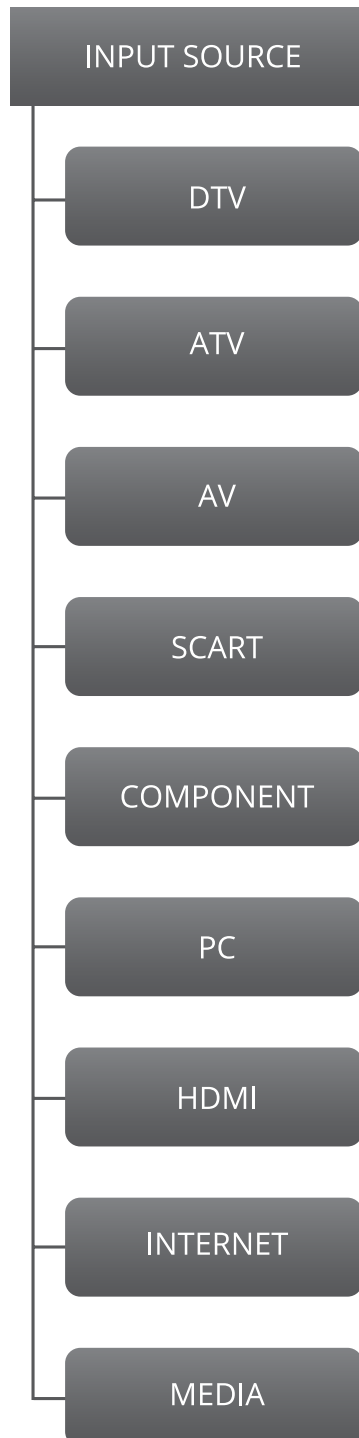 INPUT SOURCE
DTV
ATV
AV
SCART
COMPONENT
PC
HDMI
INTERNET
MEDIA